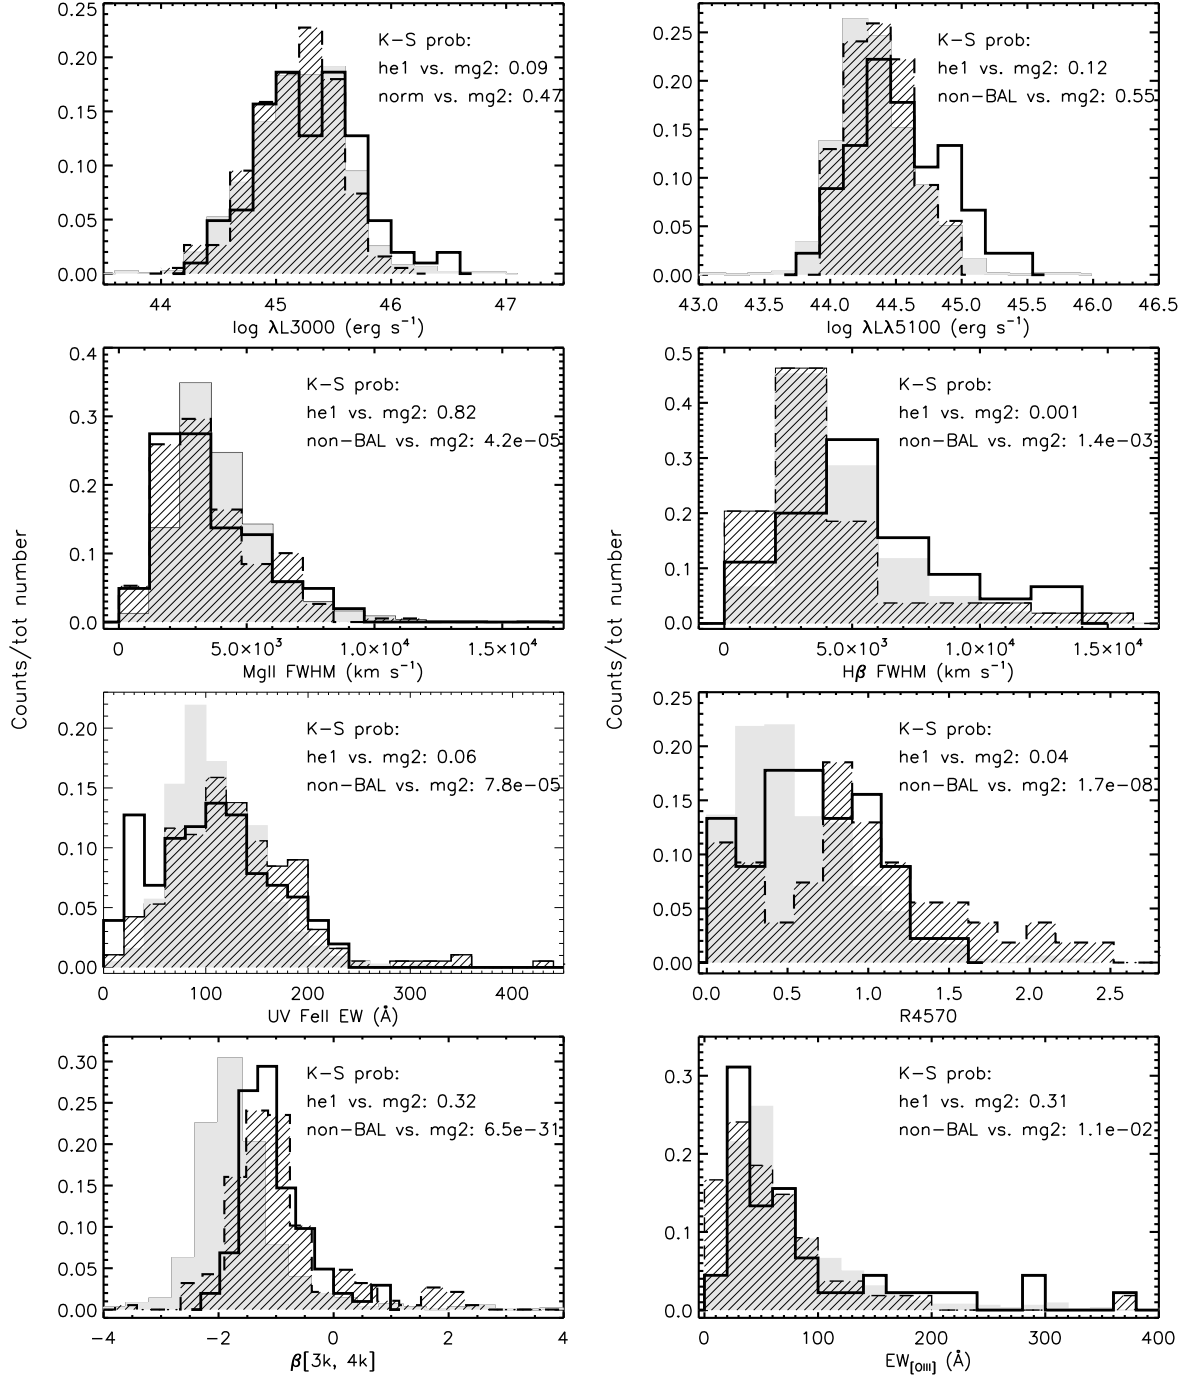 K-S prob:
he1 vs. mg2: 0.09
norm vs. mg2: 0.47
0.25
0.20
0.15
0.10
0.05
0.00
44
45
46
47
log λL3000 (erg s⁻¹)
K-S prob:
he1 vs. mg2: 0.12
non-BAL vs. mg2: 0.55
0.25
0.20
0.15
0.10
0.05
0.00
43.0
43.5
44.0
44.5
45.0
45.5
46.0
46.5
log λLλ5100 (erg s⁻¹)
K-S prob:
he1 vs. mg2: 0.82
non-BAL vs. mg2: 4.2e-05
0.4
0.3
0.2
0.1
0.0
0
5.0×10³
1.0×10⁴
1.5×10⁴
MgII FWHM (km s⁻¹)
K-S prob:
he1 vs. mg2: 0.001
non-BAL vs. mg2: 1.4e-03
0.5
0.4
0.3
0.2
0.1
0.0
0
5.0×10³
1.0×10⁴
1.5×10⁴
Hβ FWHM (km s⁻¹)
Counts/tot number
Counts/tot number
K-S prob:
he1 vs. mg2: 0.06
non-BAL vs. mg2: 7.8e-05
0.20
0.15
0.10
0.05
0.00
0
100
200
300
400
UV FeII EW (Å)
K-S prob:
he1 vs. mg2: 0.04
non-BAL vs. mg2: 1.7e-08
0.25
0.20
0.15
0.10
0.05
0.00
0.0
0.5
1.0
1.5
2.0
2.5
R4570
K-S prob:
he1 vs. mg2: 0.32
non-BAL vs. mg2: 6.5e-31
0.30
0.25
0.20
0.15
0.10
0.05
0.00
-4
-2
0
2
4
β[3k, 4k]
K-S prob:
he1 vs. mg2: 0.31
non-BAL vs. mg2: 1.1e-02
0.3
0.2
0.1
0.0
0
100
200
300
400
EW[OIII] (Å)